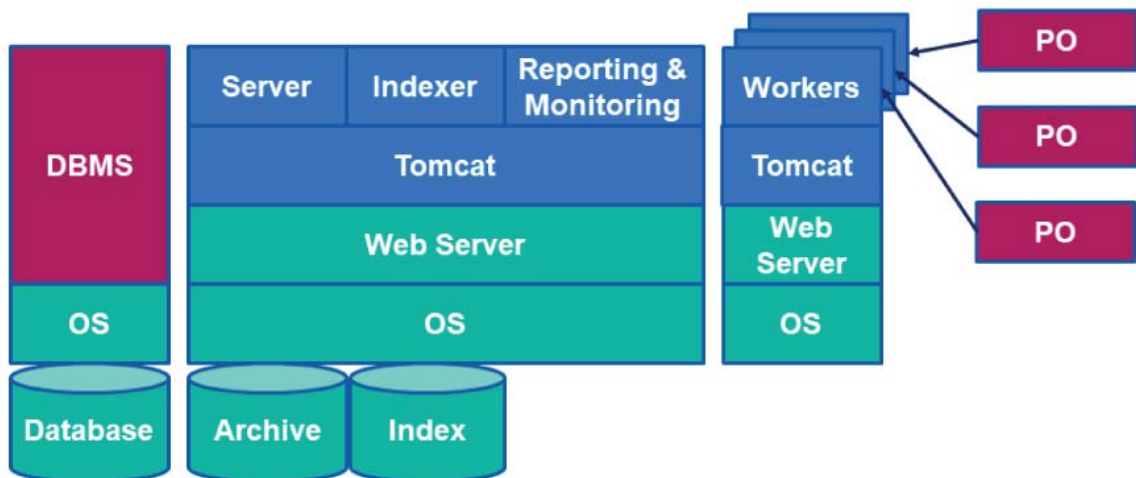 DBMS
OS
Database
Server
Indexer
Reporting &
Monitoring
Tomcat
Web Server
OS
Archive
Index
Workers
Tomcat
Web
Server
OS
PO
PO
PO